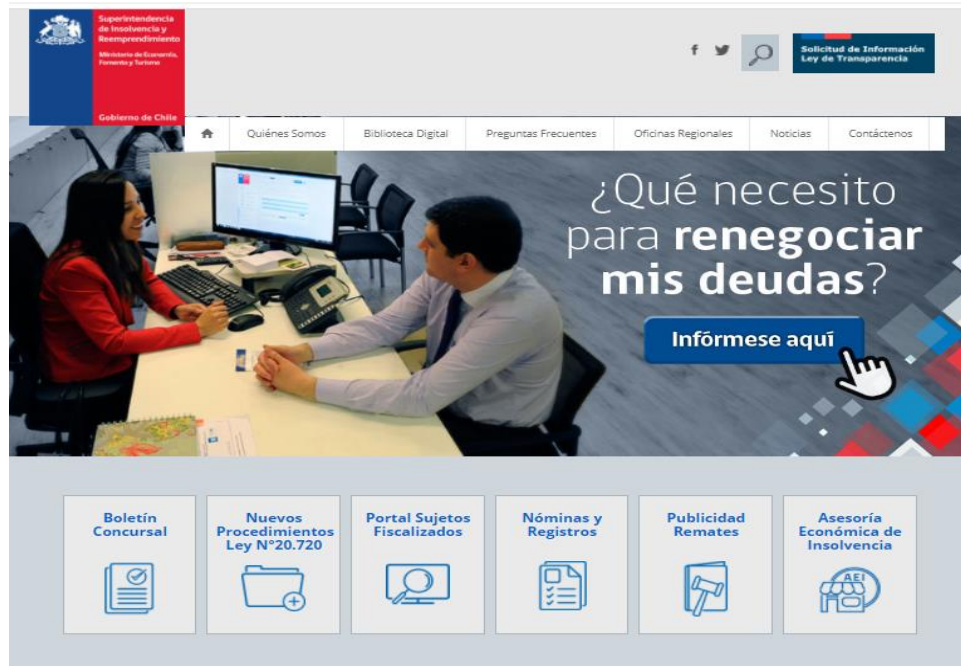 Superintendencia
de Insolvencia y
Reemprendimiento
Ministerio de Economía,
Fomento y Turismo
Gobierno de Chile
f
Solicitud de Información
Ley de Transparencia
Quiénes Somos
Biblioteca Digital
Preguntas Frecuentes
Oficinas Regionales
Noticias
Contáctenos
¿Qué necesito
para renegociar
mis deudas?
Infórmese aquí
Boletín
Concursal
Nuevos
Procedimientos
Ley N°20.720
Portal Sujetos
Fiscalizados
Nóminas y
Registros
Publicidad
Remates
Asesoría
Económica de
Insolvencia
AEI